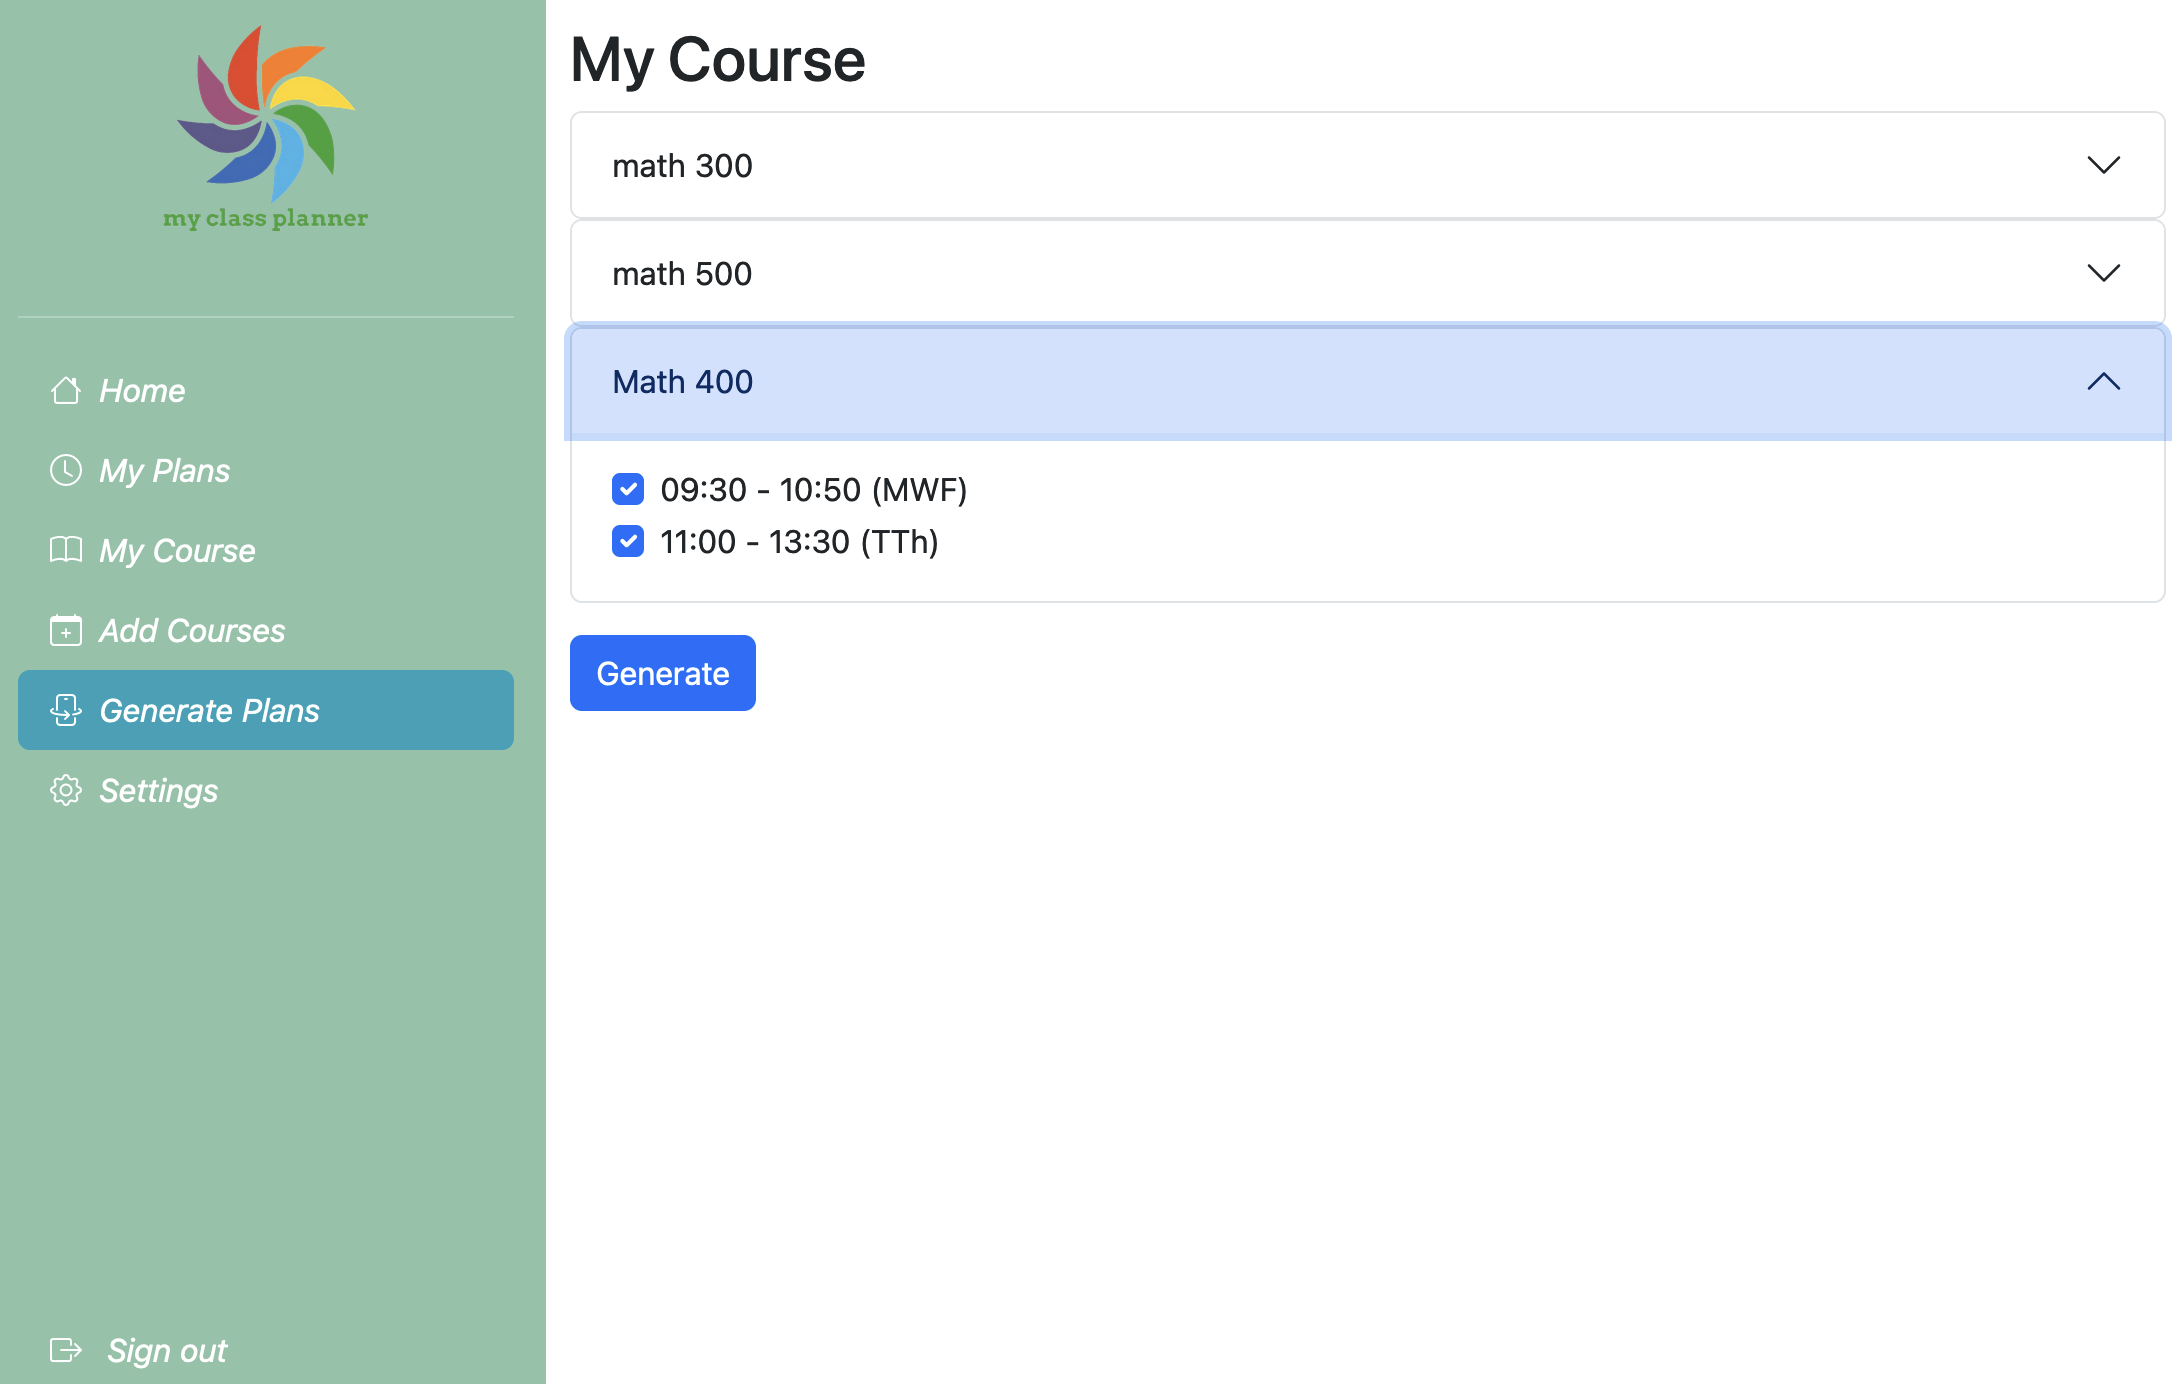 my class planner
Home
My Plans
My Course
Add Courses
Generate Plans
Settings
Sign out
My Course
math 300
math 500
Math 400
09:30 - 10:50 (MWF)
11:00 - 13:30 (TTh)
Generate